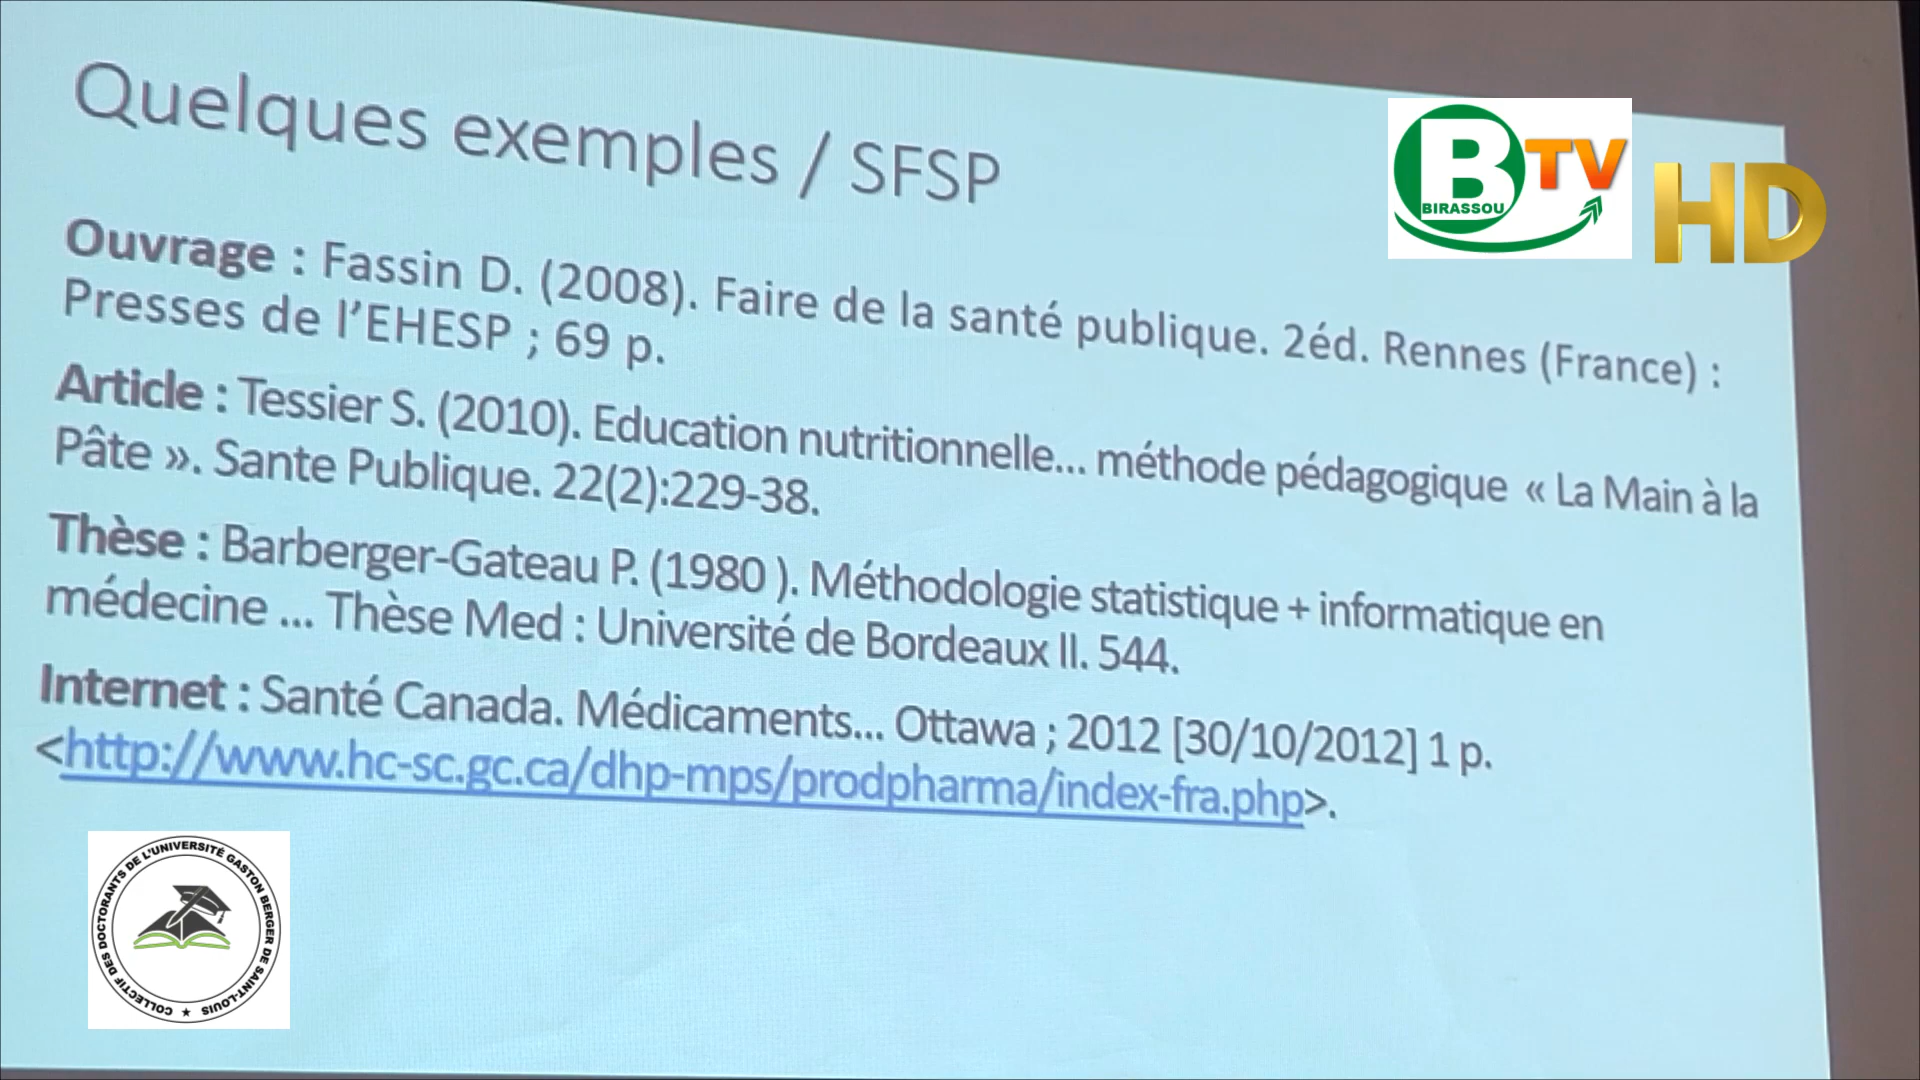 Quelques exemples / SFSP
B TV HD
BIRASSOU
Ouvrage : Fassin D. (2008). Faire de la santé publique. 2éd. Rennes (France) :
Presses de l’EHESP ; 69 p.
Article : Tessier S. (2010). Education nutritionnelle... méthode pédagogique « La Main à la
Pâte ». Sante Publique. 22(2):229-38.
Thèse : Barberger-Gateau P. (1980 ). Méthodologie statistique + informatique en
médecine ... Thèse Med : Université de Bordeaux II. 544.
Internet : Santé Canada. Médicaments... Ottawa ; 2012 [30/10/2012] 1 p.
<http://www.hc-sc.gc.ca/dhp-mps/prodpharma/index-fra.php>.
COLLECTIF DES DOCTORANTS DE L'UNIVERSITÉ GASTON BERGER DE SAINT-LOUIS ★